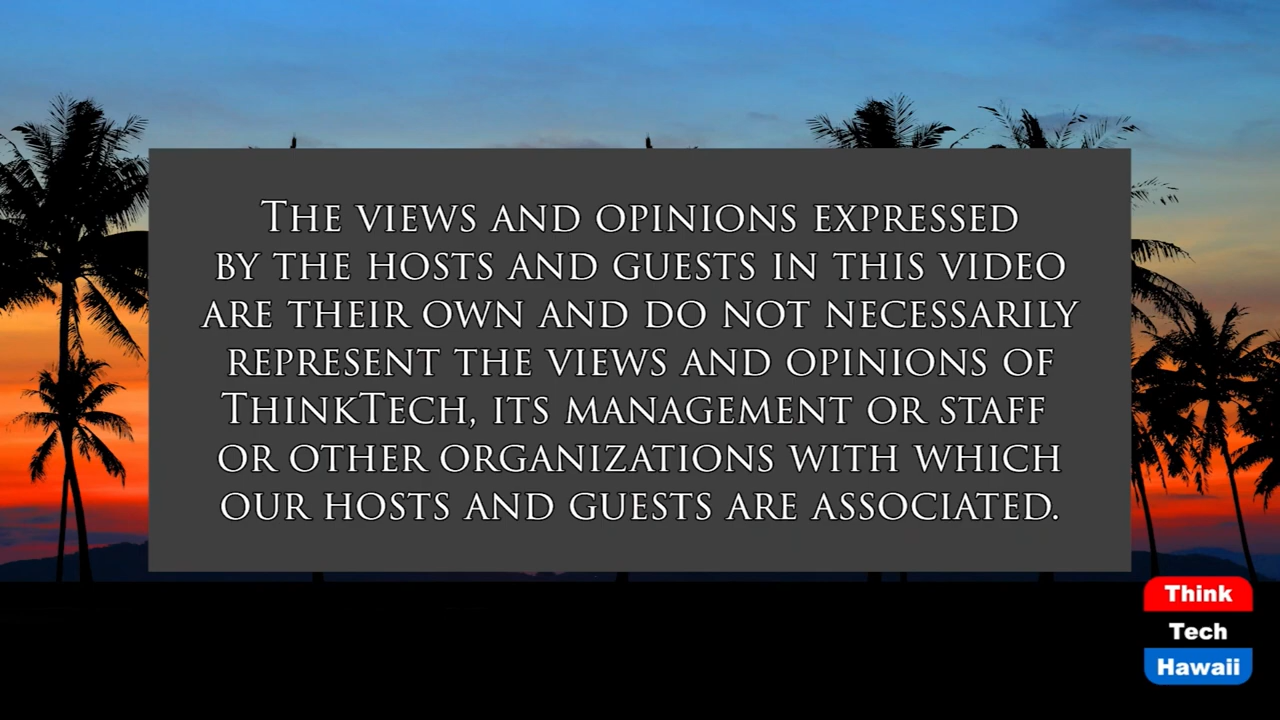 The views and opinions expressed
by the hosts and guests in this video
are their own and do not necessarily
represent the views and opinions of
ThinkTech, its management or staff
or other organizations with which
our hosts and guests are associated.
Think
Tech
Hawaii